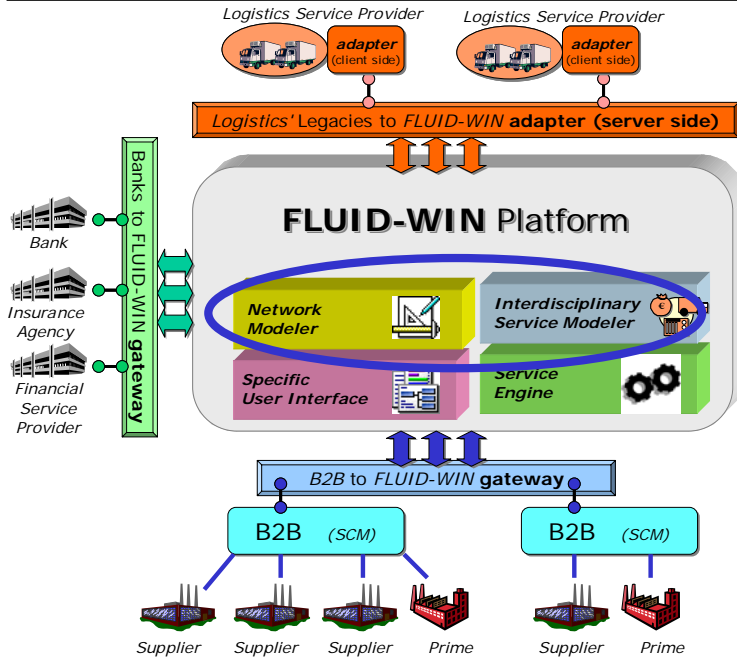 Logistics Service Provider
Logistics Service Provider
adapter
(client side)
adapter
(client side)
Logistics' Legacies to FLUID-WIN adapter (server side)
Banks to FLUID-WIN gateway
Bank
Insurance
Agency
Financial
Service
Provider
FLUID-WIN Platform
Network
Modeler
Interdisciplinary
Service Modeler
€
Specific
User Interface
Service
Engine
B2B to FLUID-WIN gateway
B2B (SCM)
B2B (SCM)
Supplier
Supplier
Supplier
Prime
Supplier
Prime